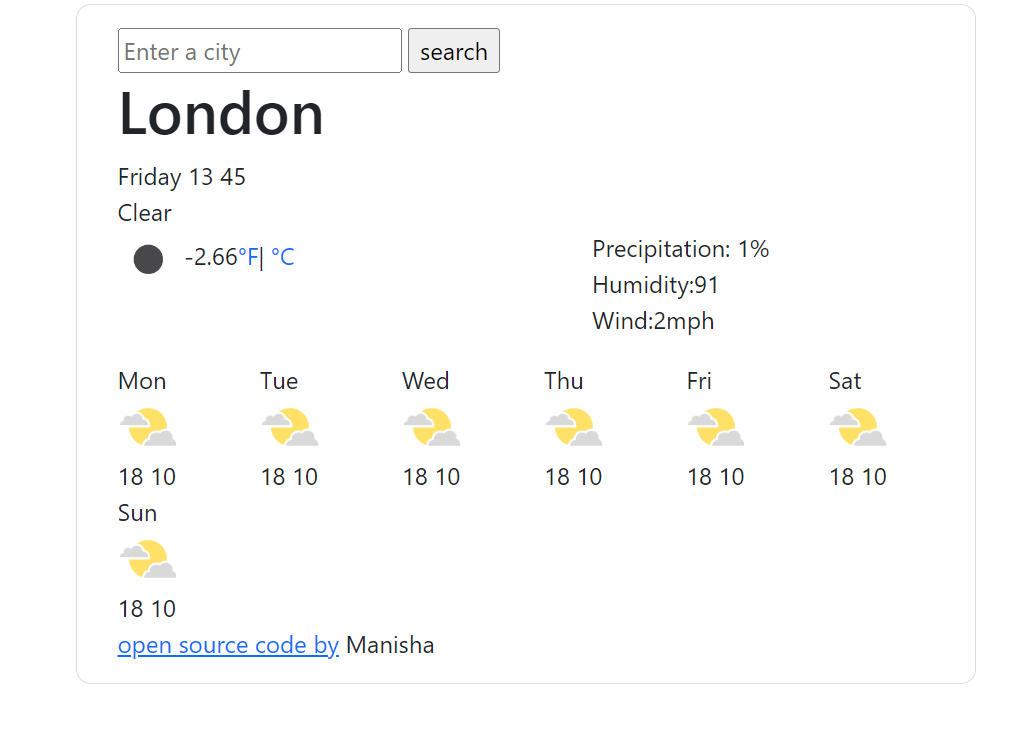 Enter a city search
London
Friday 13 45
Clear
-2.66°F| °C
Precipitation: 1%
Humidity:91
Wind:2mph
Mon Tue Wed Thu Fri Sat
18 10 18 10 18 10 18 10 18 10 18 10
Sun
18 10
open source code by Manisha